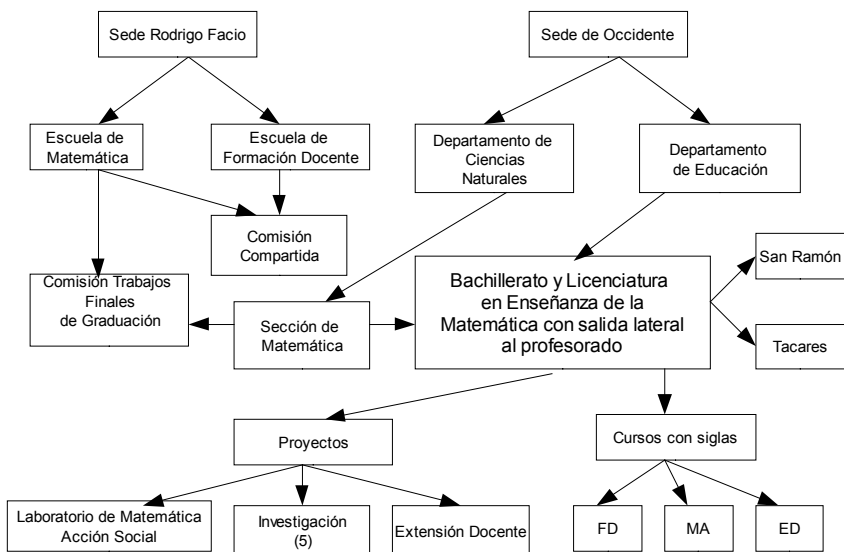 Sede Rodrigo Facio
Sede de Occidente
Escuela de
Matemática
Escuela de
Formación Docente
Departamento de
Ciencias
Naturales
Departamento
de Educación
Comisión
Compartida
San Ramón
Comisión Trabajos
Finales
de Graduación
Bachillerato y Licenciatura
en Enseñanza de la
Matemática con salida lateral
al profesorado
Sección de
Matemática
Tacares
Proyectos
Cursos con siglas
Laboratorio de Matemática
Acción Social
Investigación
(5)
Extensión Docente
FD
MA
ED